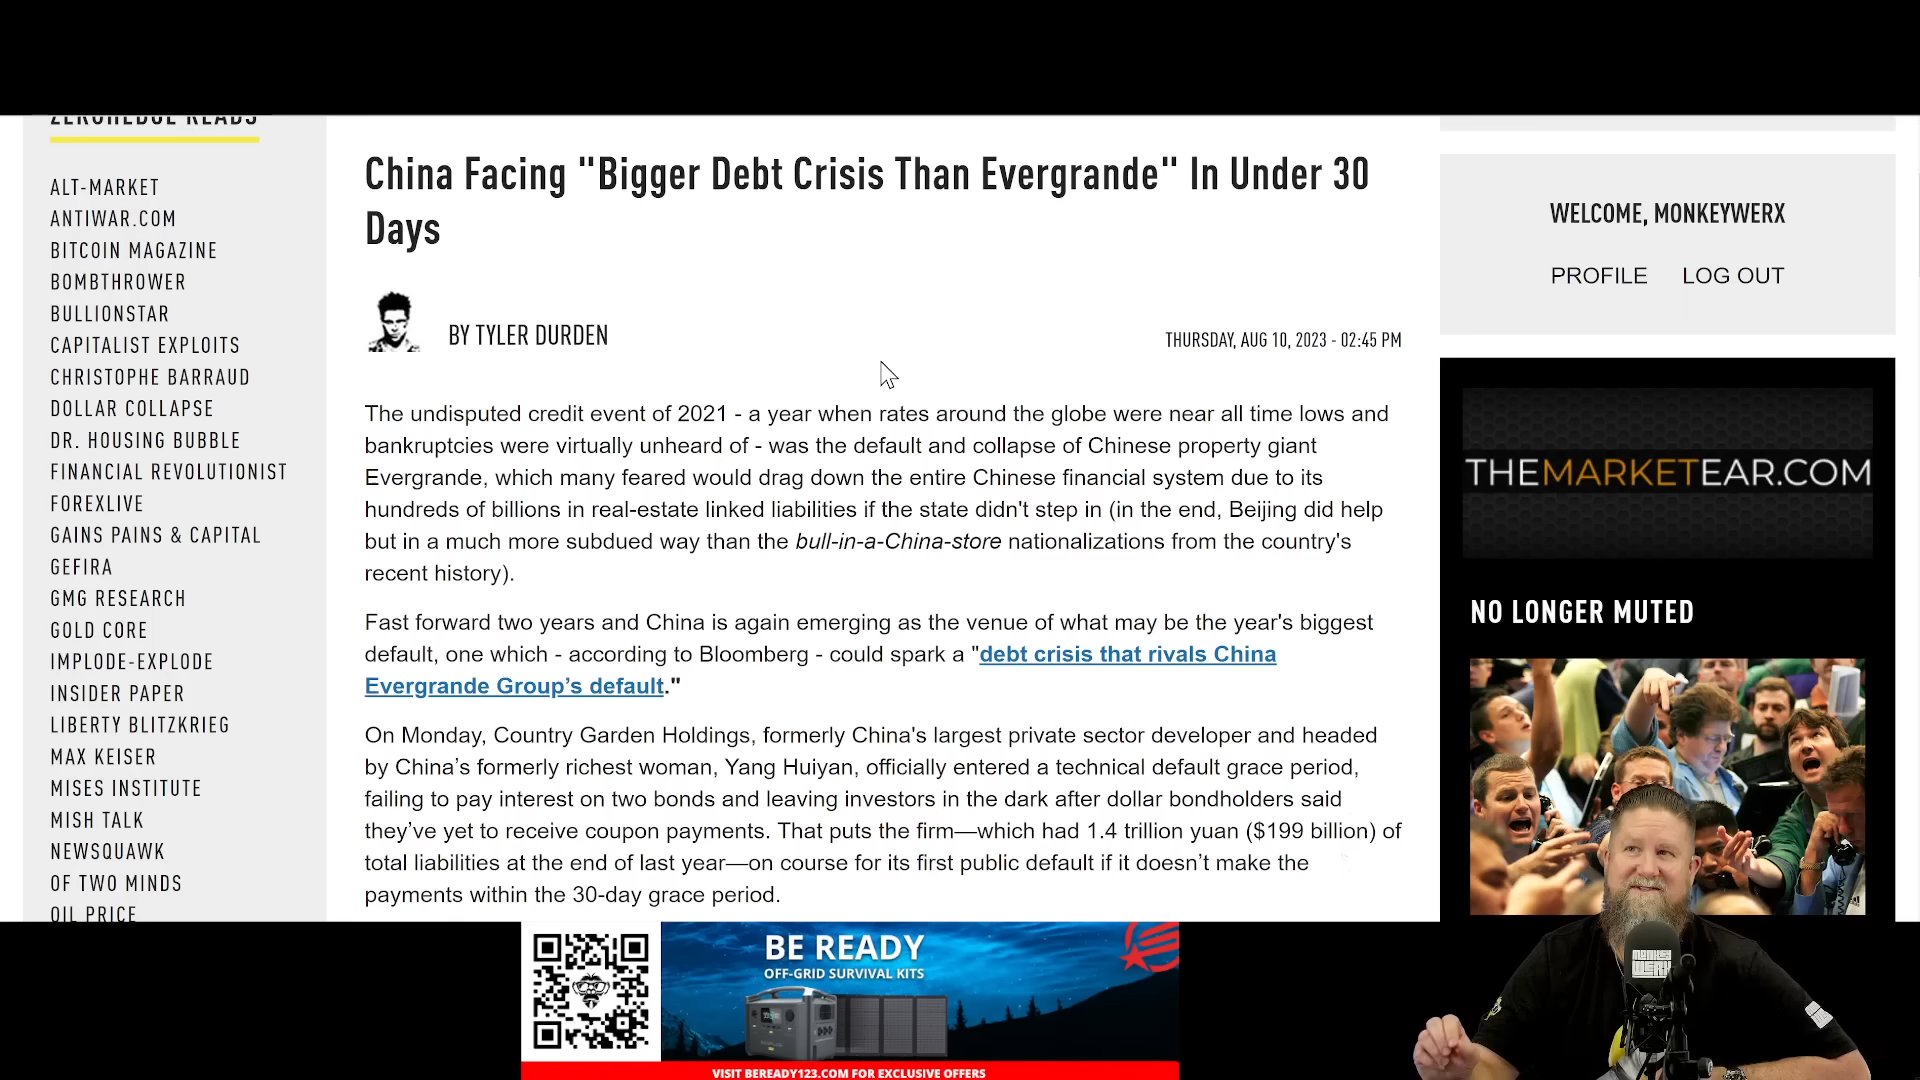 ZEROHEDGE READS
ALT-MARKET
ANTIWAR.COM
BITCOIN MAGAZINE
BOMBTHROWER
BULLIONSTAR
CAPITALIST EXPLOITS
CHRISTOPHE BARRAUD
DOLLAR COLLAPSE
DR. HOUSING BUBBLE
FINANCIAL REVOLUTIONIST
FOREXLIVE
GAINS PAINS & CAPITAL
GEFIRA
GMG RESEARCH
GOLD CORE
IMPLODE-EXPLODE
INSIDER PAPER
LIBERTY BLITZKRIEG
MAX KEISER
MISES INSTITUTE
MISH TALK
NEWSQUAWK
OF TWO MINDS
OIL PRICE
China Facing "Bigger Debt Crisis Than Evergrande" In Under 30
Days
BY TYLER DURDEN
THURSDAY, AUG 10, 2023 - 02:45 PM
The undisputed credit event of 2021 - a year when rates around the globe were near all time lows and
bankruptcies were virtually unheard of - was the default and collapse of Chinese property giant
Evergrande, which many feared would drag down the entire Chinese financial system due to its
hundreds of billions in real-estate linked liabilities if the state didn't step in (in the end, Beijing did help
but in a much more subdued way than the bull-in-a-China-store nationalizations from the country's
recent history).
Fast forward two years and China is again emerging as the venue of what may be the year's biggest
default, one which - according to Bloomberg - could spark a "debt crisis that rivals China
Evergrande Group’s default."
On Monday, Country Garden Holdings, formerly China's largest private sector developer and headed
by China’s formerly richest woman, Yang Huiyan, officially entered a technical default grace period,
failing to pay interest on two bonds and leaving investors in the dark after dollar bondholders said
they’ve yet to receive coupon payments. That puts the firm—which had 1.4 trillion yuan ($199 billion) of
total liabilities at the end of last year—on course for its first public default if it doesn’t make the
payments within the 30-day grace period.
WELCOME, MONKEYWERX
PROFILE LOG OUT
THEMARKETEAR.COM
NO LONGER MUTED
BE READY
OFF-GRID SURVIVAL KITS
VISIT BEREADY123.COM FOR EXCLUSIVE OFFERS
MONKEY
WERX